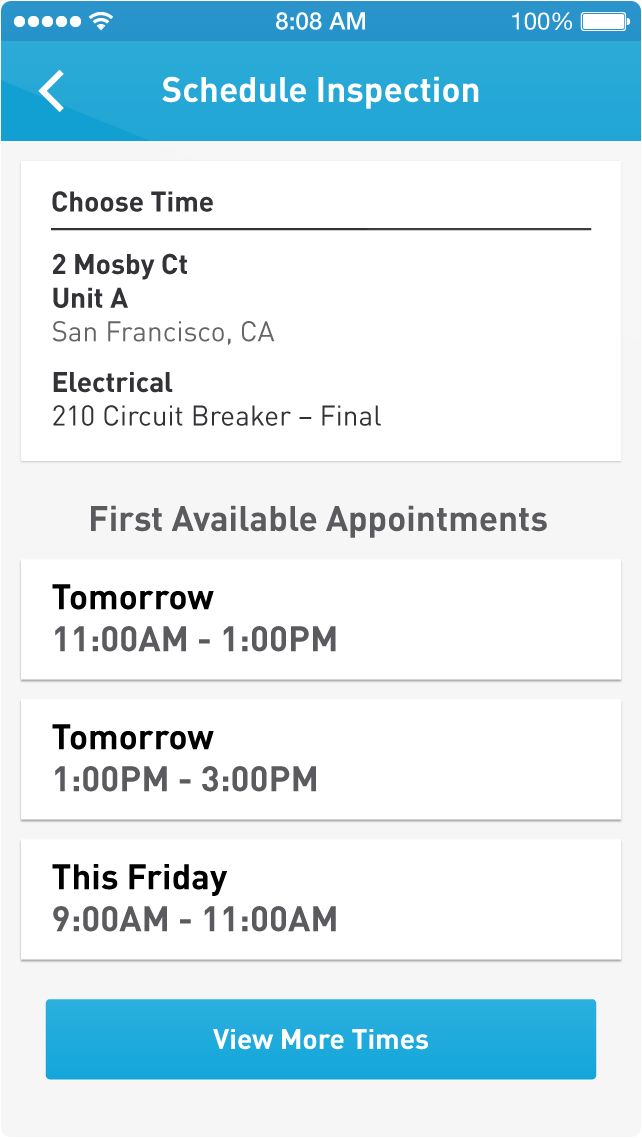 8:08 AM 100%
Schedule Inspection
Choose Time
2 Mosby Ct
Unit A
San Francisco, CA
Electrical
210 Circuit Breaker – Final
First Available Appointments
Tomorrow
11:00AM - 1:00PM
Tomorrow
1:00PM - 3:00PM
This Friday
9:00AM - 11:00AM
View More Times